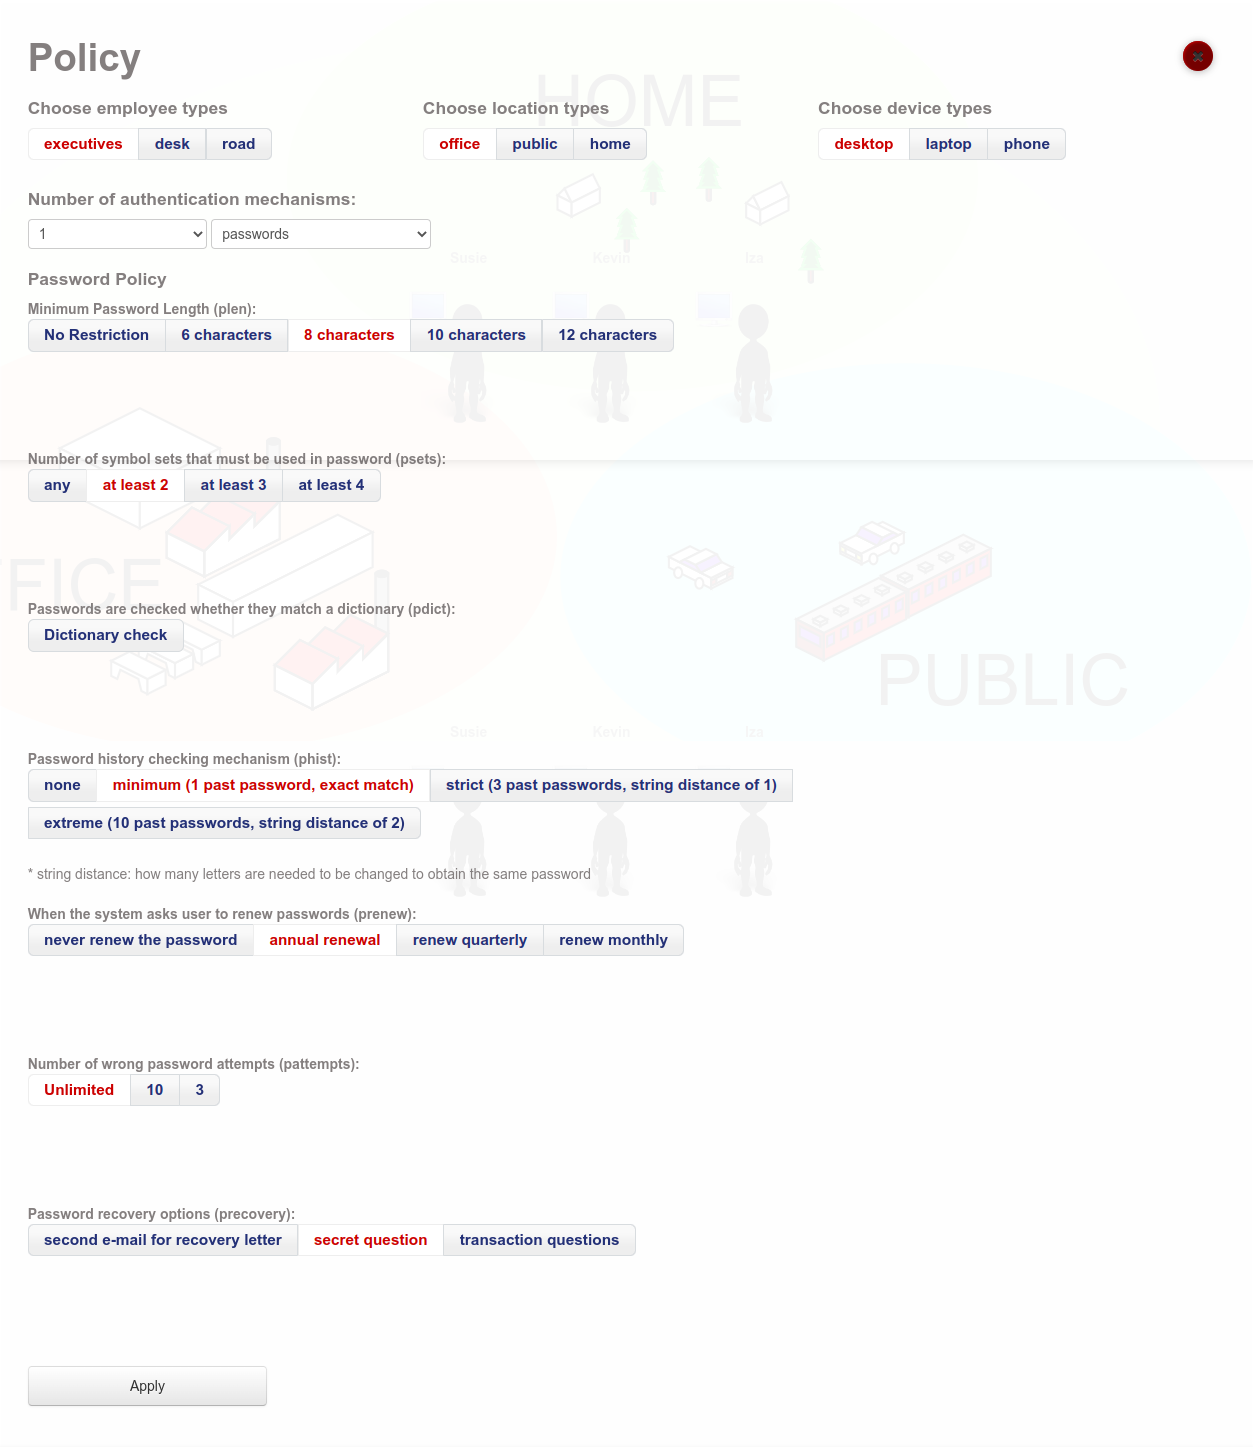 Policy
HOME
Choose employee types
Choose location types
Choose device types
executives desk road
office public home
desktop laptop phone
Number of authentication mechanisms:
1 passwords
Susie Kevin Iza
Password Policy
Minimum Password Length (plen):
No Restriction 6 characters 8 characters 10 characters 12 characters
Number of symbol sets that must be used in password (psets):
any at least 2 at least 3 at least 4
FICE
Passwords are checked whether they match a dictionary (pdict):
Dictionary check
PUBLIC
Susie Kevin Iza
Password history checking mechanism (phist):
none minimum (1 past password, exact match) strict (3 past passwords, string distance of 1)
extreme (10 past passwords, string distance of 2)
* string distance: how many letters are needed to be changed to obtain the same password
When the system asks user to renew passwords (prenew):
never renew the password annual renewal renew quarterly renew monthly
Number of wrong password attempts (pattempts):
Unlimited 10 3
Password recovery options (precovery):
second e-mail for recovery letter secret question transaction questions
Apply